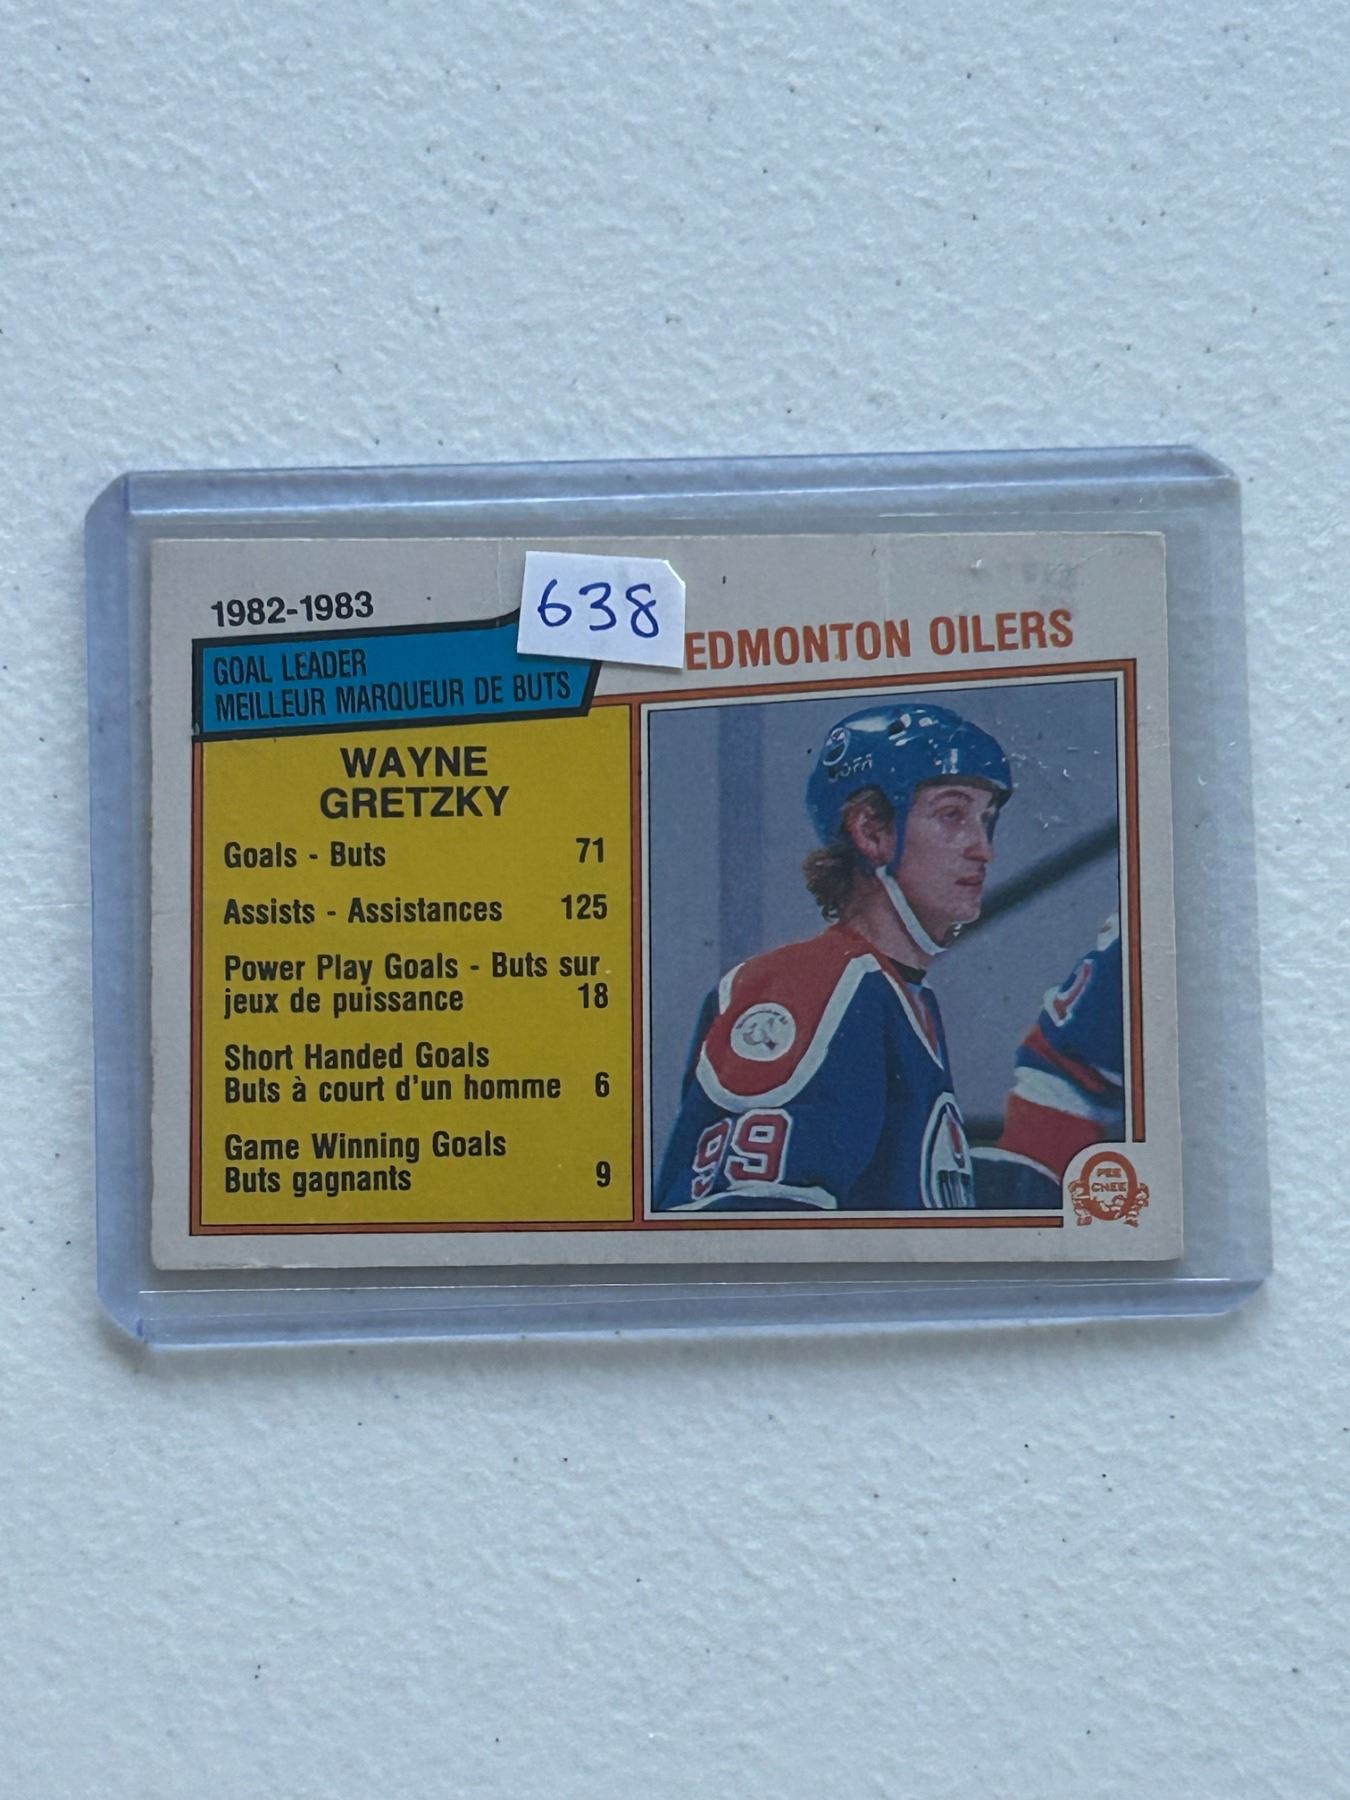 1982-1983
638
EDMONTON OILERS
GOAL LEADER
MEILLEUR MARQUEUR DE BUTS
WAYNE
GRETZKY
Goals - Buts 71
Assists - Assistances 125
Power Play Goals - Buts sur
jeux de puissance 18
Short Handed Goals
Buts à court d'un homme 6
Game Winning Goals
Buts gagnants 9
99
O
PEE
CHEE